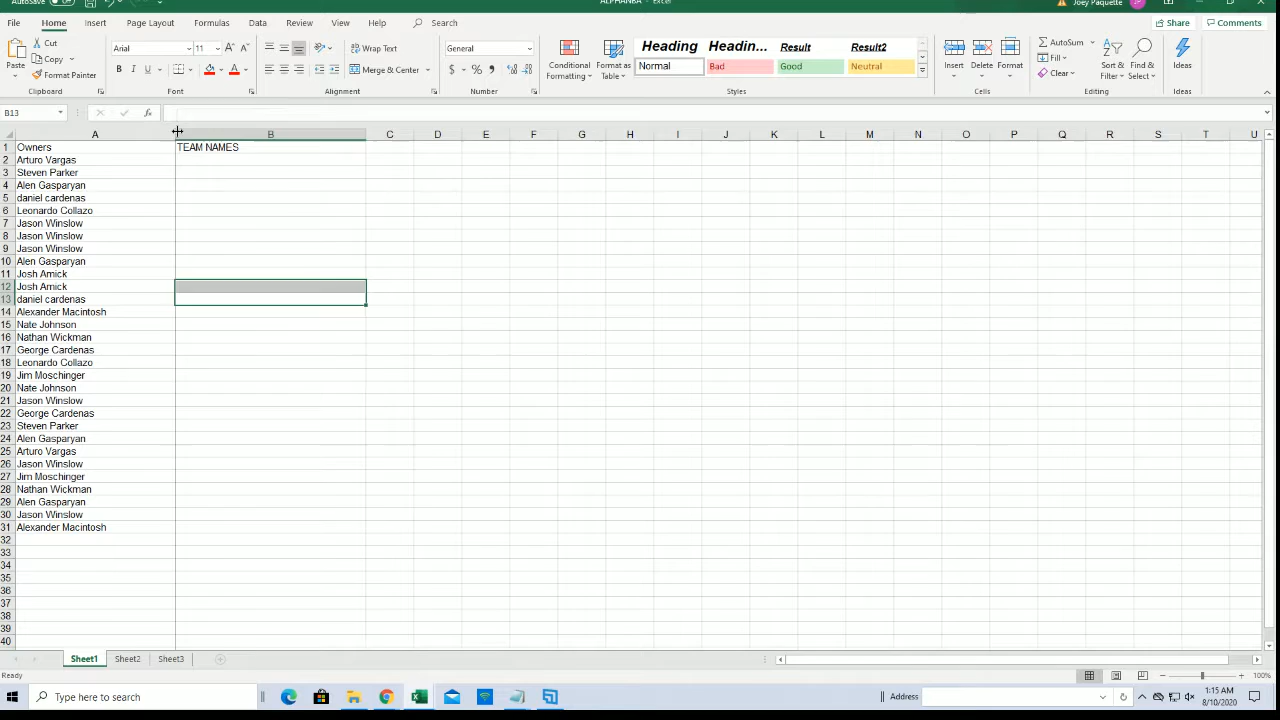 AutoSave
Off
ALPHANBA - Excel
Joey Paquette
JP
File Home Insert Page Layout Formulas Data Review View Help Search
Share Comments
Paste
Cut
Copy
Format Painter
Arial 11
B I U
Wrap Text
Merge & Center
General
$ % ,
Conditional Formatting
Format as Table
Heading Headin... Result Result2
Normal Bad Good Neutral
Insert Delete Format
AutoSum
Fill
Clear
Sort & Filter
Find & Select
Ideas
Clipboard Font Alignment Number Styles Cells Editing Ideas
B13 fx
A B C D E F G H I J K L M N O P Q R S T U
1 Owners TEAM NAMES
2 Arturo Vargas
3 Steven Parker
4 Alen Gasparyan
5 daniel cardenas
6 Leonardo Collazo
7 Jason Winslow
8 Jason Winslow
9 Jason Winslow
10 Alen Gasparyan
11 Josh Amick
12 Josh Amick
13 daniel cardenas
14 Alexander Macintosh
15 Nate Johnson
16 Nathan Wickman
17 George Cardenas
18 Leonardo Collazo
19 Jim Moschinger
20 Nate Johnson
21 Jason Winslow
22 George Cardenas
23 Steven Parker
24 Alen Gasparyan
25 Arturo Vargas
26 Jason Winslow
27 Jim Moschinger
28 Nathan Wickman
29 Alen Gasparyan
30 Jason Winslow
31 Alexander Macintosh
32
33
34
35
36
37
38
39
40
Sheet1 Sheet2 Sheet3
Ready
100%
Type here to search
Address
1:15 AM
8/10/2020